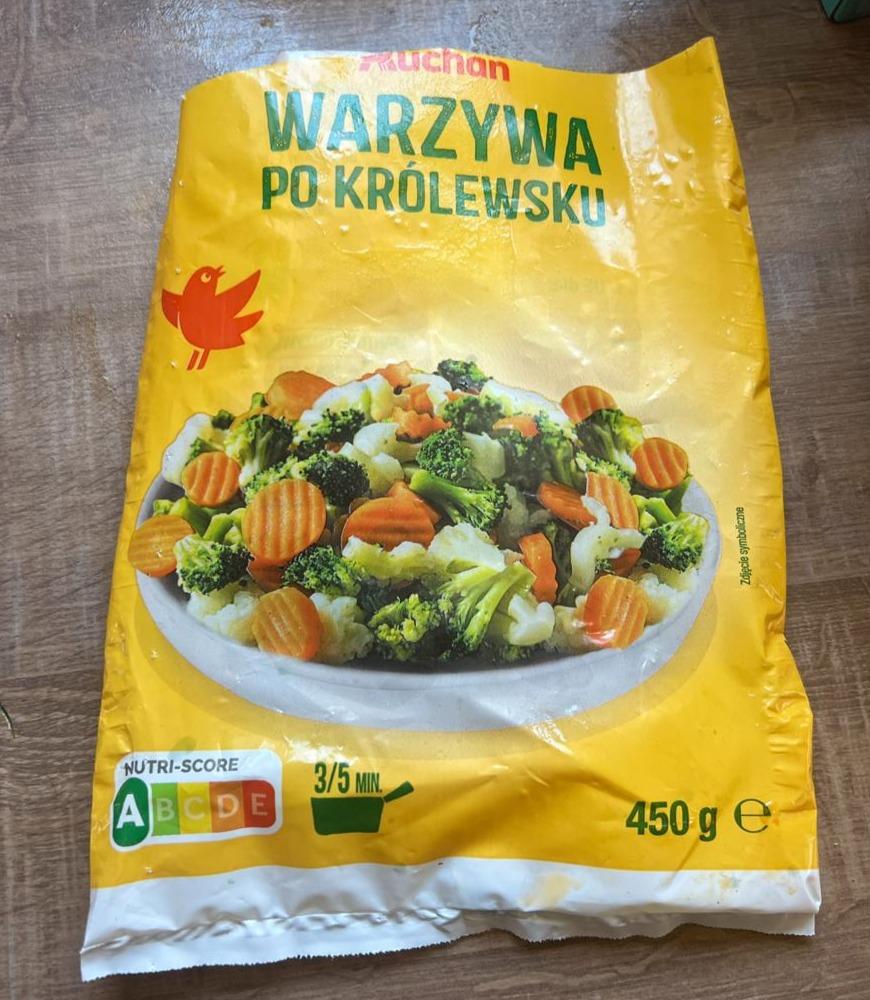 Auchan
WARZYWA
PO KRÓLEWSKU
Zdjęcie symboliczne
NUTRI-SCORE
A B C D E
3/5 MIN.
450 g e